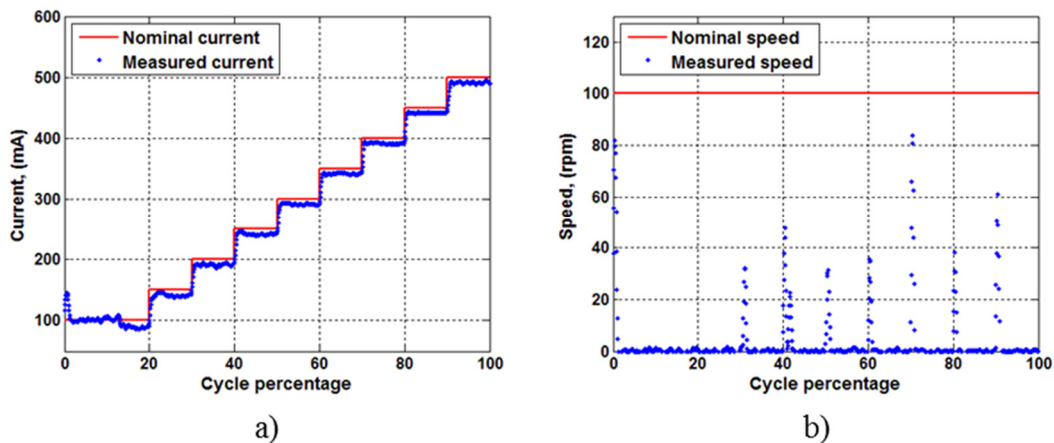 600
500
400
300
200
100
0
20
40
60
80
100
Current, (mA)
Cycle percentage
Nominal current
Measured current
a)
120
100
80
60
40
20
0
0
20
40
60
80
100
Speed, (rpm)
Cycle percentage
Nominal speed
Measured speed
b)